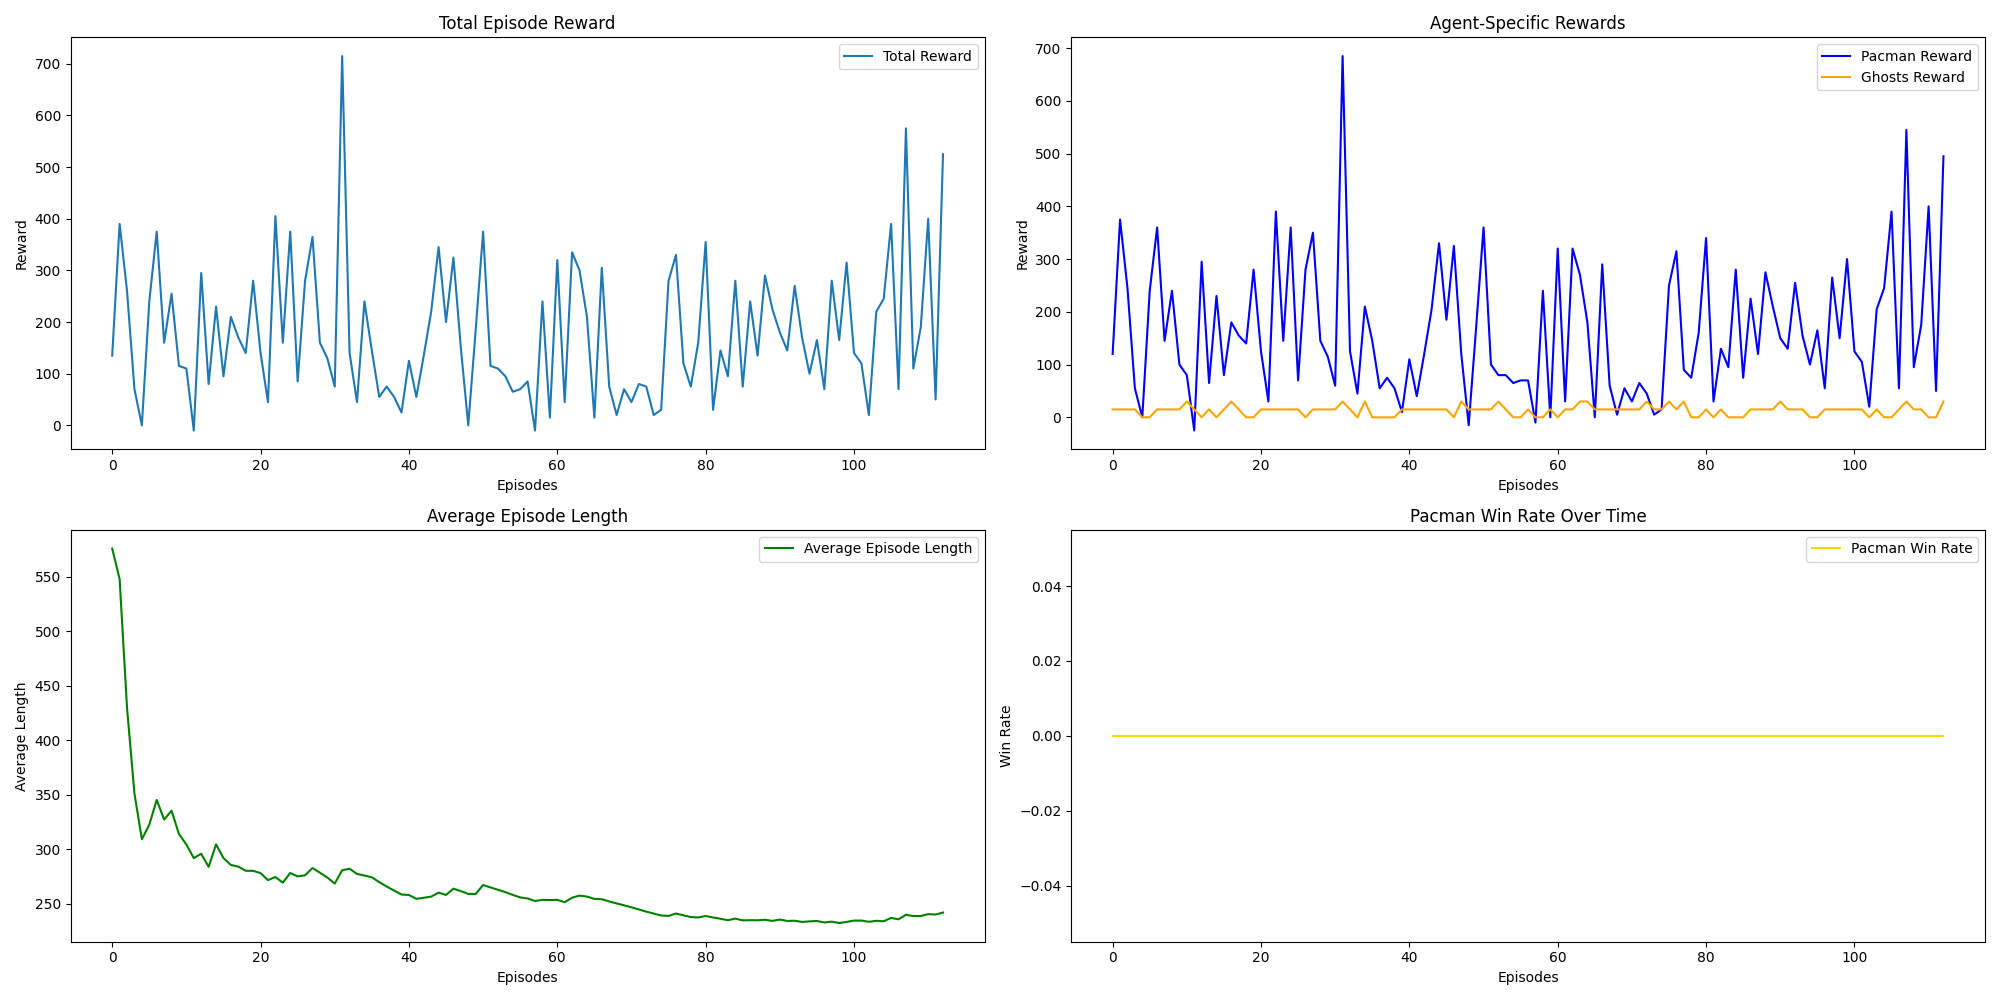 Total Episode Reward
Total Reward
Reward
700
600
500
400
300
200
100
0
0 20 40 60 80 100
Episodes
Agent-Specific Rewards
Pacman Reward
Ghosts Reward
Reward
700
600
500
400
300
200
100
0
0 20 40 60 80 100
Episodes
Average Episode Length
Average Episode Length
Average Length
550
500
450
400
350
300
250
0 20 40 60 80 100
Episodes
Pacman Win Rate Over Time
Pacman Win Rate
Win Rate
0.04
0.02
0.00
−0.02
−0.04
0 20 40 60 80 100
Episodes